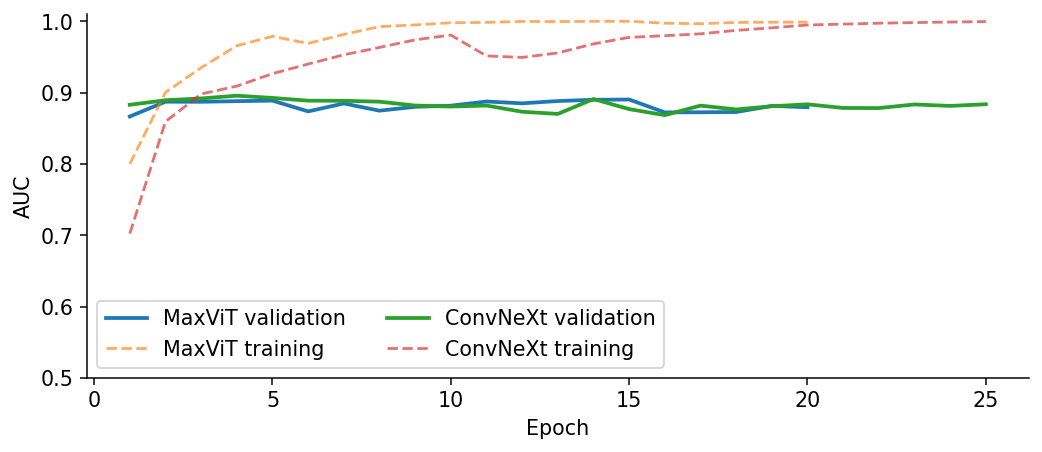 1.0
0.9
0.8
0.7
0.6
0.5
AUC
MaxViT validation
MaxViT training
ConvNeXt validation
ConvNeXt training
0 5 10 15 20 25
Epoch